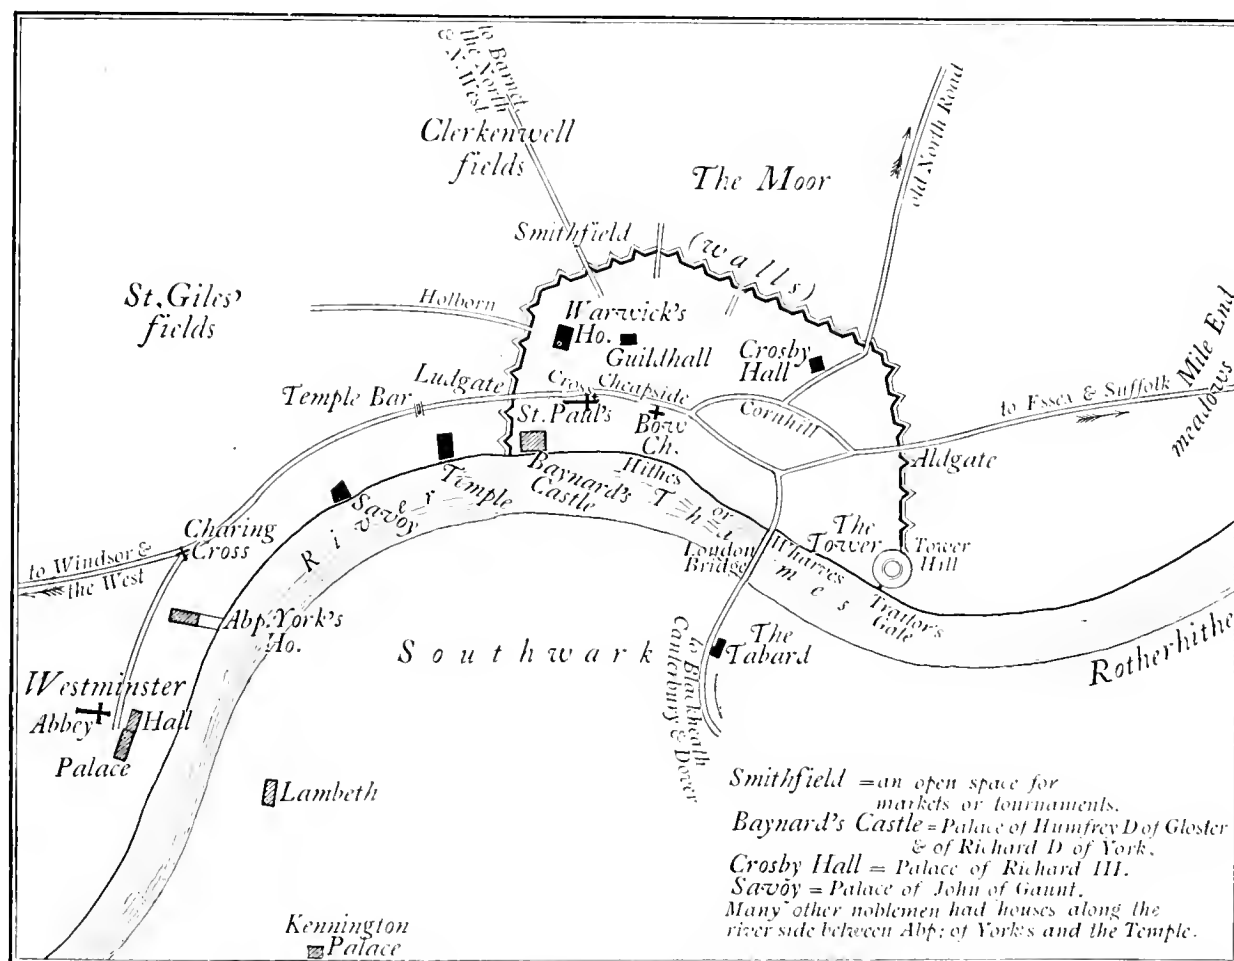 to Barnet,
the North
& N. West
Clerkenwell
fields
The Moor
old North Road
Smithfield
(walls)
St. Giles'
fields
Holborn
Warwick's
Ho.
Guildhall
Crosby
Hall
Mile End
meadows
Ludgate
Temple Bar
Cross
Cheapside
St. Paul's
Bow
Ch.
Cornhill
to Essex & Suffolk
Aldgate
Baynard's
Castle
Hithes
or
Wharves
Temple
Savoy
River
Thames
Charing
Cross
to Windsor &
the West
London
Bridge
The
Tower
Tower
Hill
Traitor's
Gate
Abp. York's
Ho.
Southwark
The
Tabard
Rotherhithe
to Blackheath
Canterbury & Dover
Westminster
Abbey
Hall
Palace
Lambeth
Kennington
Palace
Smithfield = an open space for
markets or tournaments.
Baynard's Castle = Palace of Humfrey D of Gloster
& of Richard D of York.
Crosby Hall = Palace of Richard III.
Savoy = Palace of John of Gaunt.
Many other noblemen had houses along the
river side between Abp: of York's and the Temple.